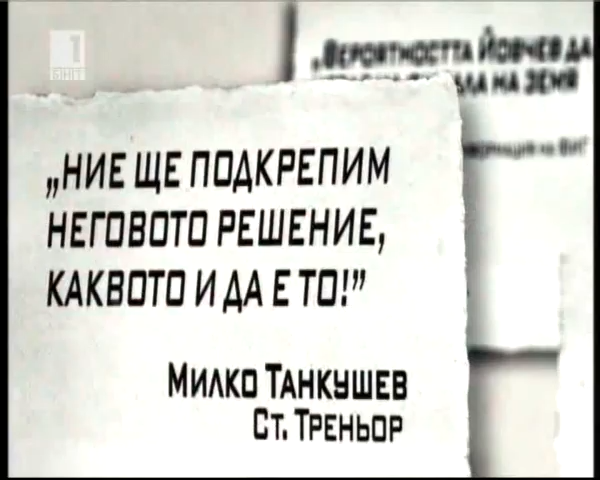 1
БНТ
„Вероятността Йовчев да
на земя
„НИЕ ЩЕ ПОДКРЕПИМ
НЕГОВОТО РЕШЕНИЕ,
КАКВОТО И ДА Е ТО!”
Милко Танкушев
Ст. Треньор